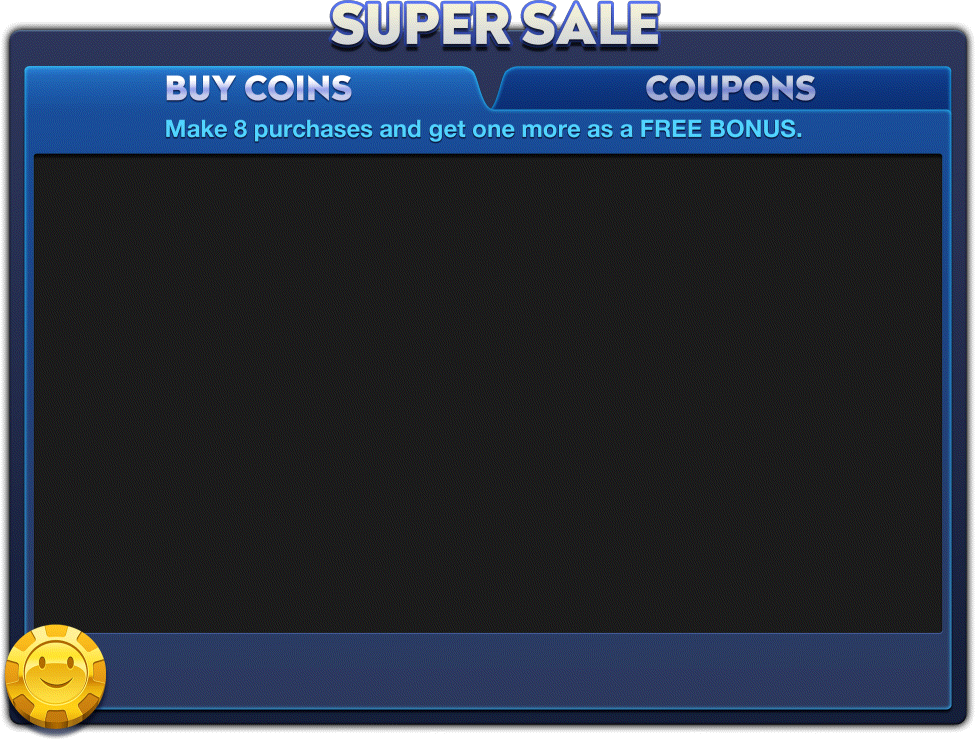 SUPER SALE
BUY COINS
COUPONS
Make 8 purchases and get one more as a FREE BONUS.